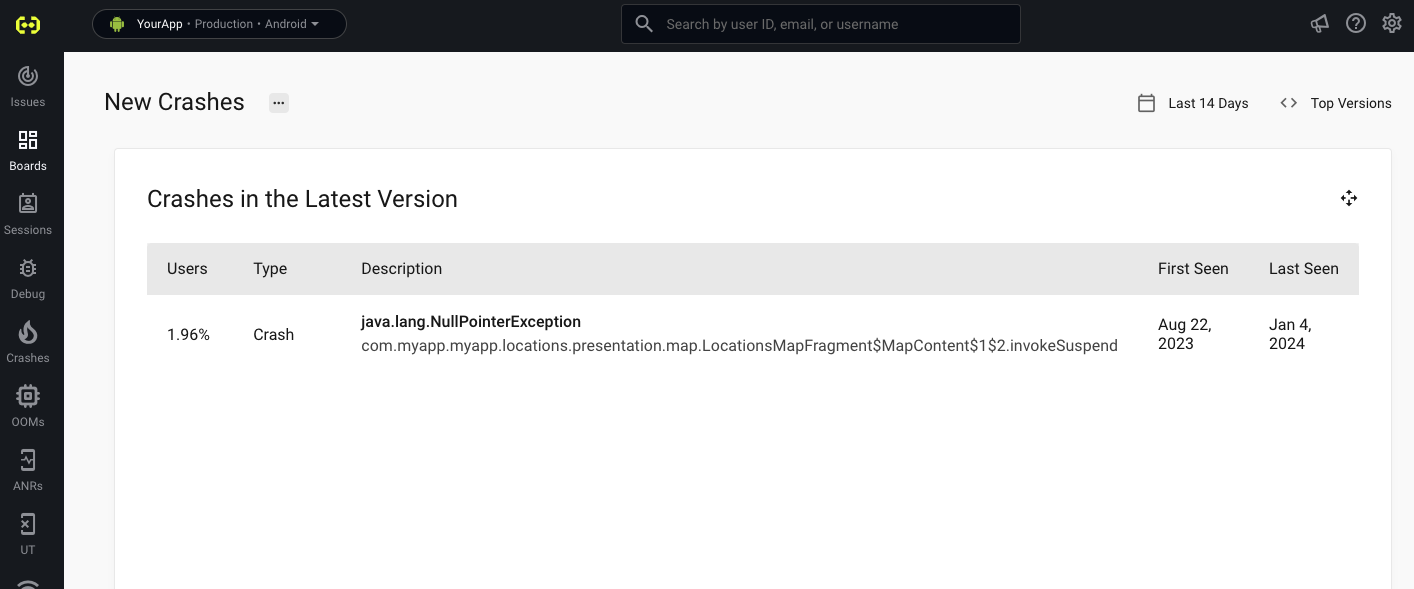 YourApp • Production • Android
Search by user ID, email, or username
Issues
Boards
Sessions
Debug
Crashes
OOMs
ANRs
UT
New Crashes
Last 14 Days
Top Versions
Crashes in the Latest Version
Users Type Description First Seen Last Seen
1.96% Crash
java.lang.NullPointerException
com.myapp.myapp.locations.presentation.map.LocationsMapFragment$MapContent$1$2.invokeSuspend
Aug 22,
2023
Jan 4,
2024